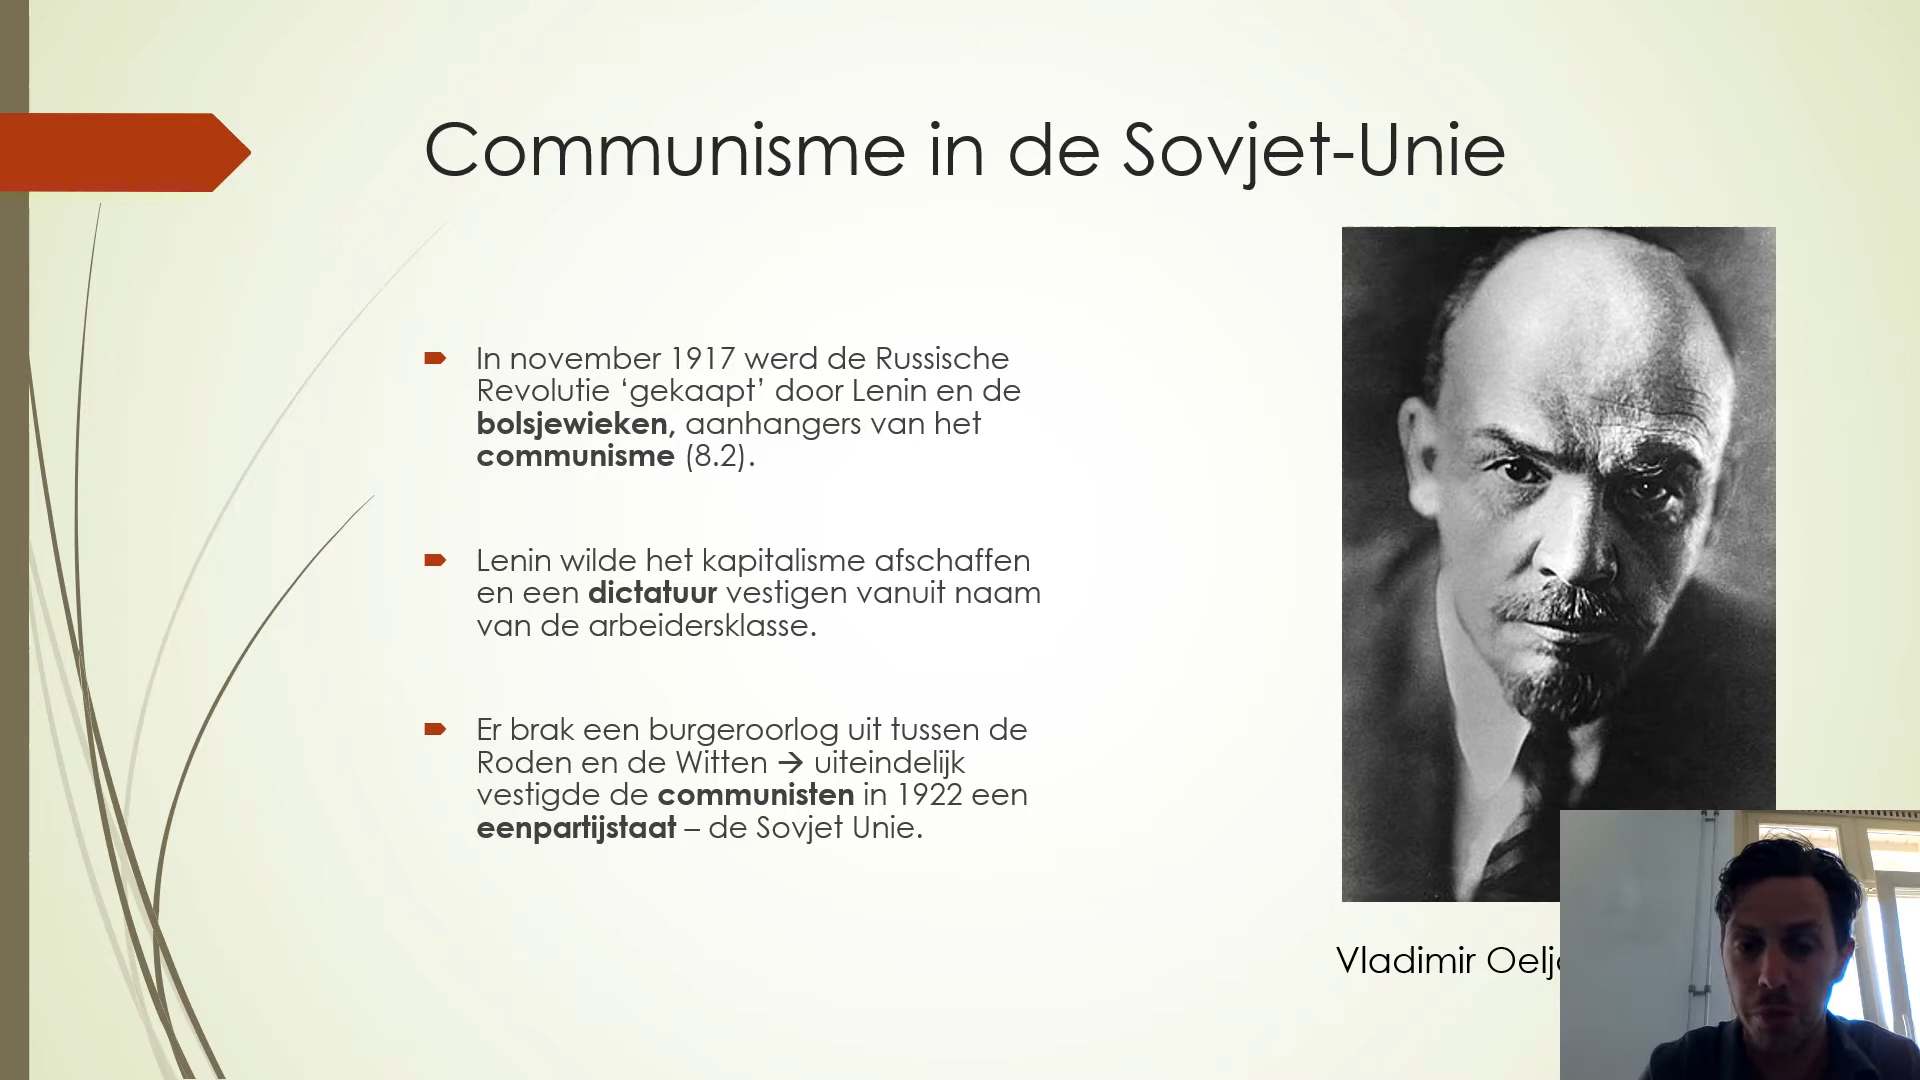 Communisme in de Sovjet-Unie
In november 1917 werd de Russische
Revolutie ‘gekaapt’ door Lenin en de
bolsjewieken, aanhangers van het
communisme (8.2).
Lenin wilde het kapitalisme afschaffen
en een dictatuur vestigen vanuit naam
van de arbeidersklasse.
Er brak een burgeroorlog uit tussen de
Roden en de Witten → uiteindelijk
vestigde de communisten in 1922 een
eenpartijstaat – de Sovjet Unie.
Vladimir